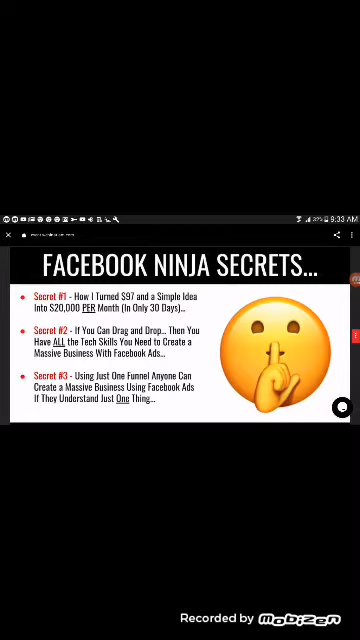 37% 9:33 AM
FACEBOOK NINJA SECRETS...
Secret #1 - How I Turned $97 and a Simple Idea
Into $20,000 PER Month (In Only 30 Days)...
Secret #2 - If You Can Drag and Drop... Then You
Have ALL the Tech Skills You Need to Create a
Massive Business With Facebook Ads...
Secret #3 - Using Just One Funnel Anyone Can
Create a Massive Business Using Facebook Ads
If They Understand Just One Thing...
Recorded by MOBIZEN